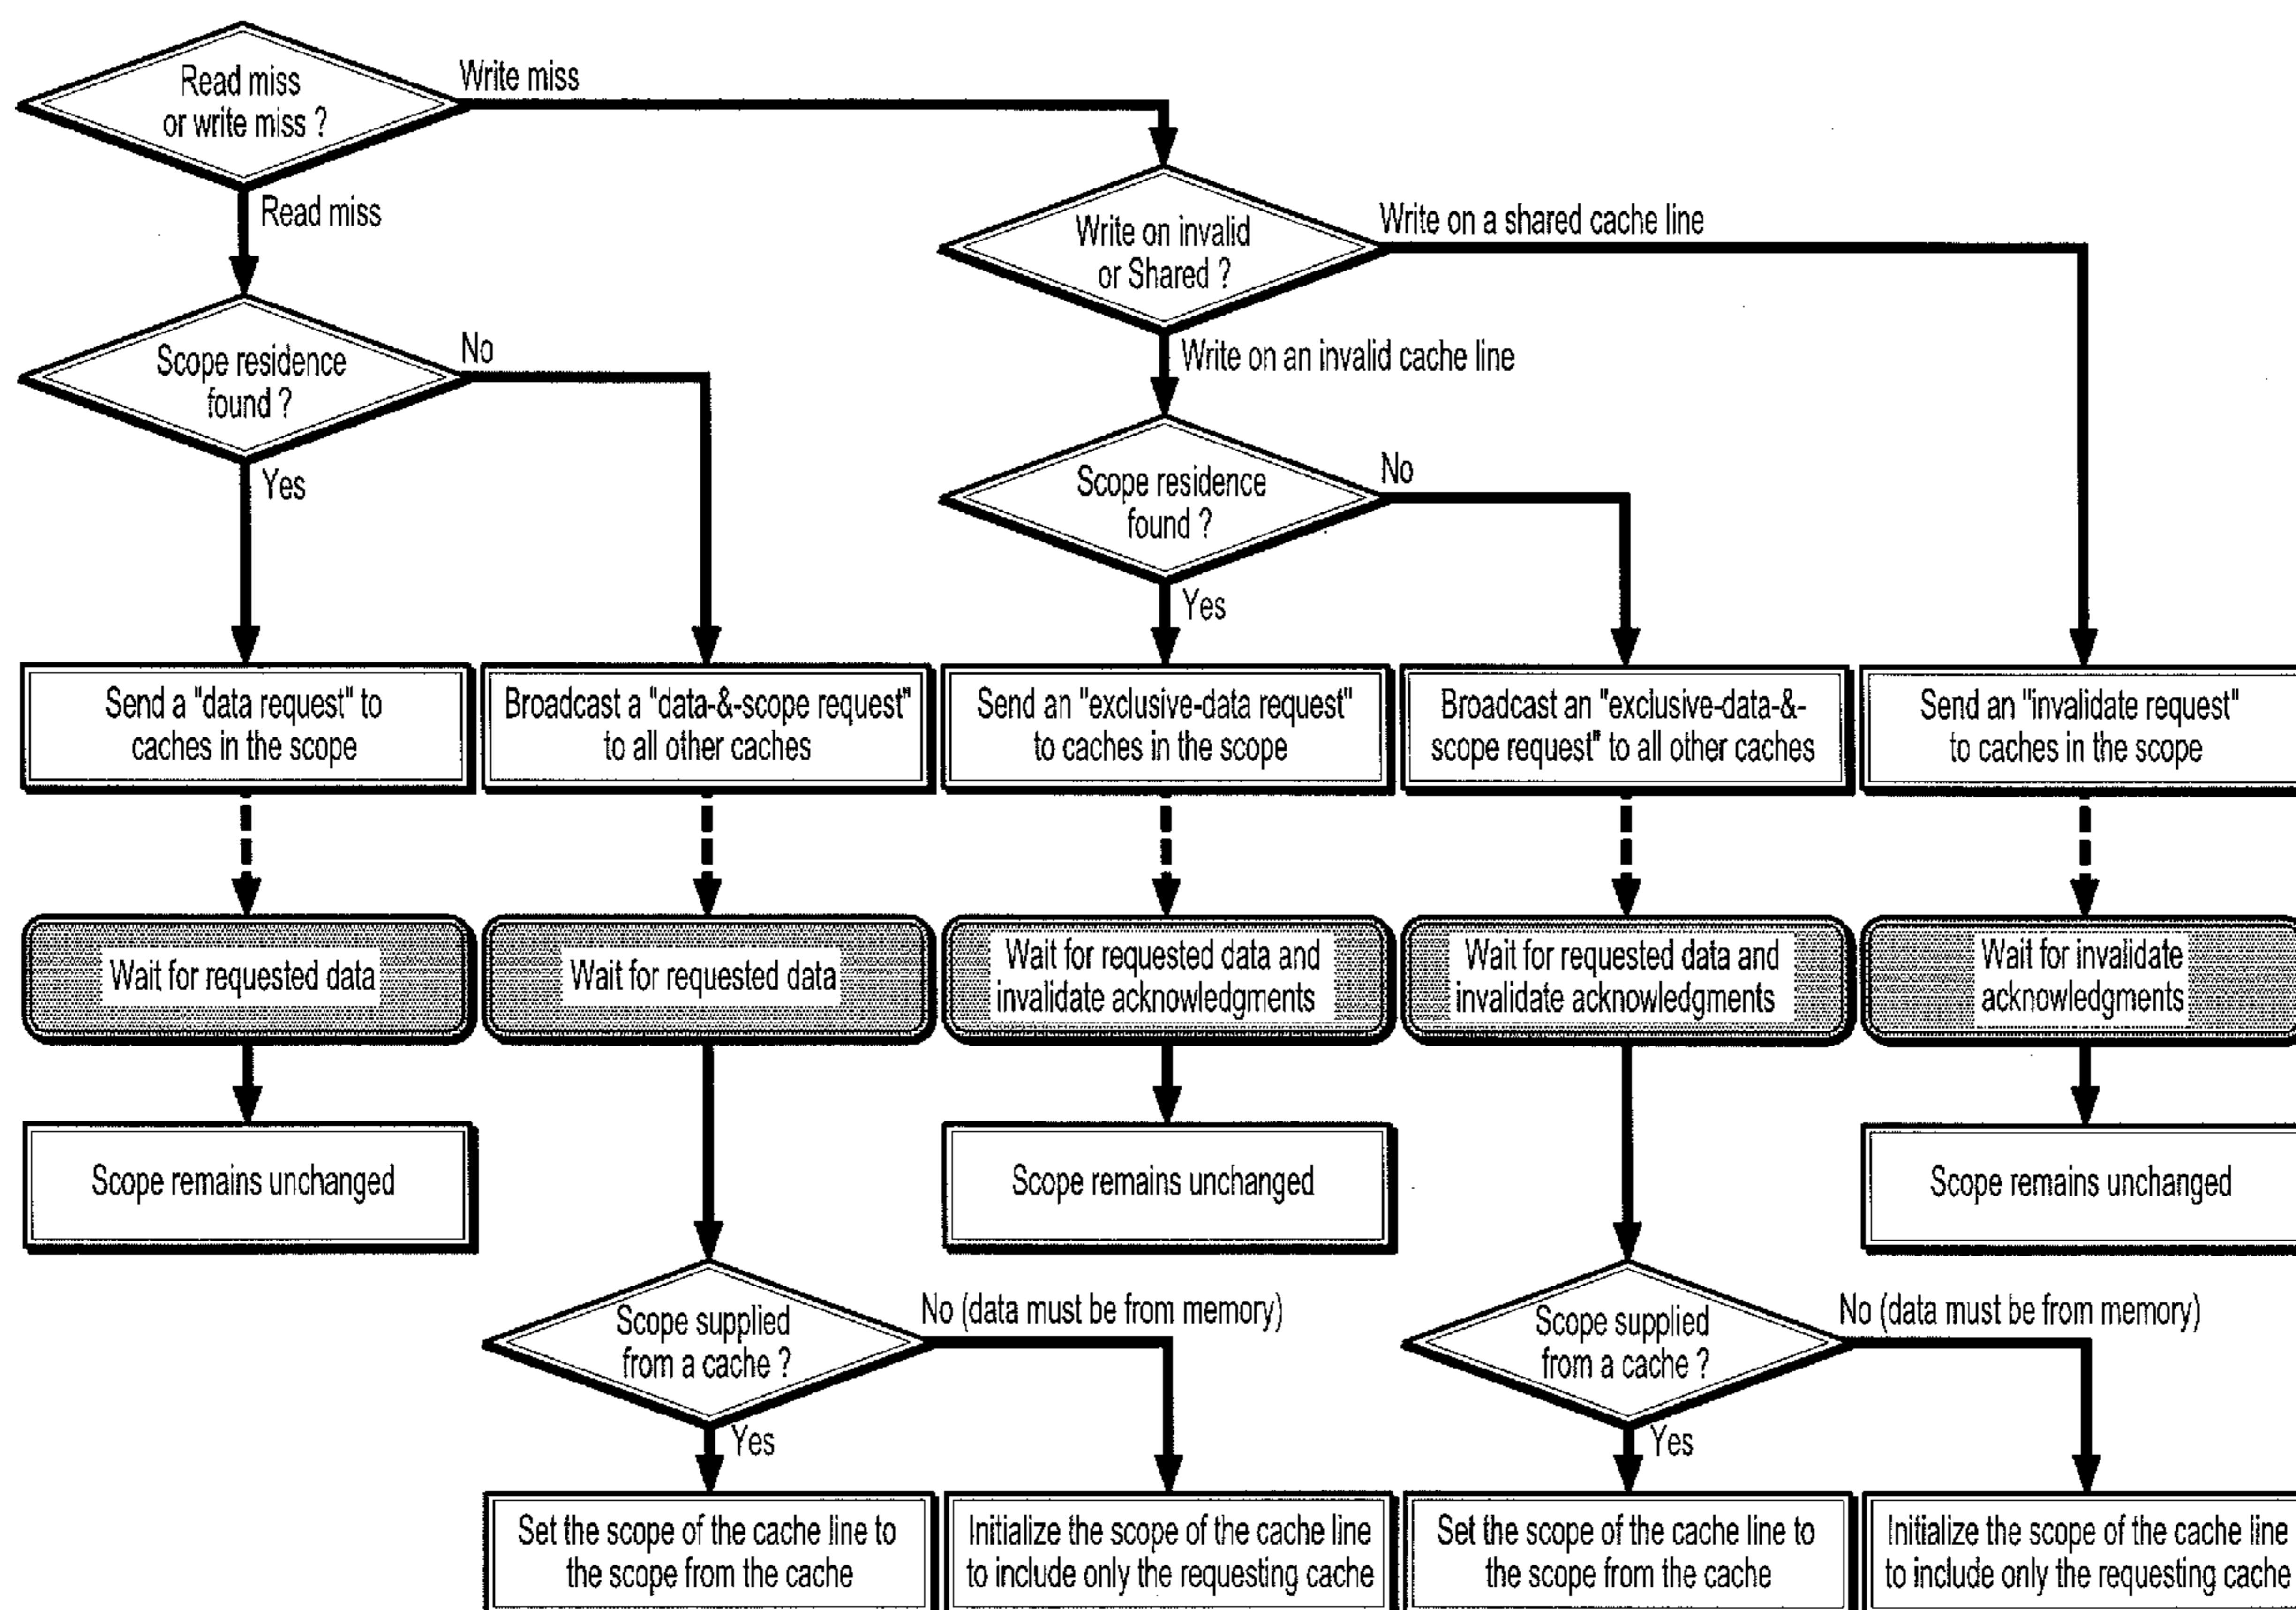 Read miss
or write miss ?
Write miss
Read miss
Write on invalid
or Shared ?
Write on a shared cache line
Write on an invalid cache line
Scope residence
found ?
No
Yes
Scope residence
found ?
No
Yes
Send a "data request" to
caches in the scope
Broadcast a "data-&-scope request"
to all other caches
Send an "exclusive-data request"
to caches in the scope
Broadcast an "exclusive-data-&-
scope request" to all other caches
Send an "invalidate request"
to caches in the scope
Wait for requested data
Wait for requested data
Wait for requested data and
invalidate acknowledgments
Wait for requested data and
invalidate acknowledgments
Wait for invalidate
acknowledgments
Scope remains unchanged
Scope remains unchanged
Scope remains unchanged
Scope supplied
from a cache ?
No (data must be from memory)
Yes
Scope supplied
from a cache ?
No (data must be from memory)
Yes
Set the scope of the cache line to
the scope from the cache
Initialize the scope of the cache line
to include only the requesting cache
Set the scope of the cache line to
the scope from the cache
Initialize the scope of the cache line
to include only the requesting cache